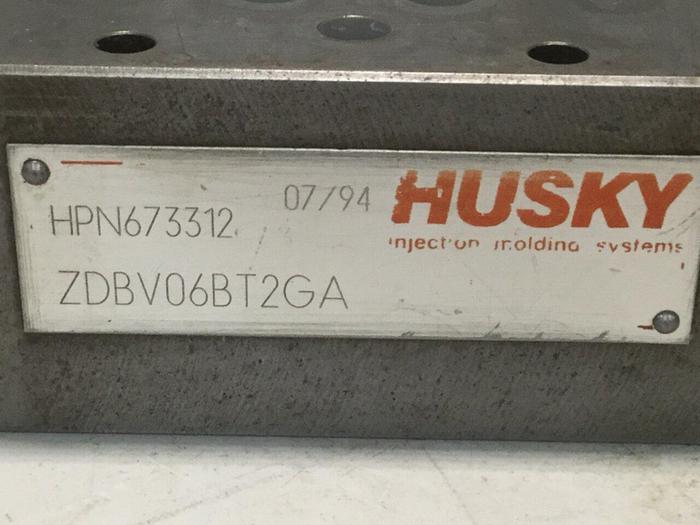 07/94 HUSKY
HPN673312
injection molding systems
ZDBV06BT2GA